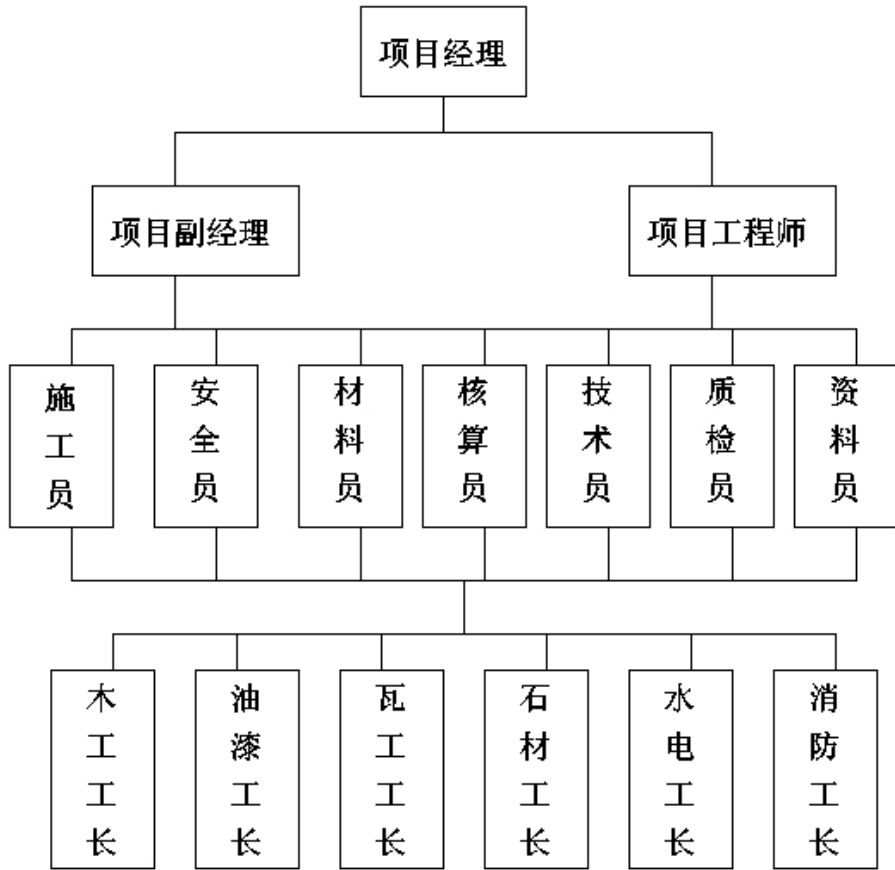 项目经理
项目副经理
项目工程师
施工员
安全员
材料员
核算员
技术员
质检员
资料员
木工工长
油漆工长
瓦工工长
石材工长
水电工长
消防工长